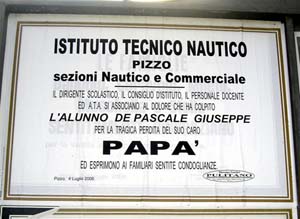 ISTITUTO TECNICO NAUTICO
PIZZO
sezioni Nautico e Commerciale
IL DIRIGENTE SCOLASTICO, IL CONSIGLIO D'ISTITUTO, IL PERSONALE DOCENTE
ED A.T.A. SI ASSOCIANO AL DOLORE CHE HA COLPITO
L'ALUNNO DE PASCALE GIUSEPPE
PER LA TRAGICA PERDITA DEL SUO CARO
PAPA'
ED ESPRIMONO AI FAMILIARI SENTITE CONDOGLIANZE.
Pizzo, 4 Luglio 2006
PULITANO